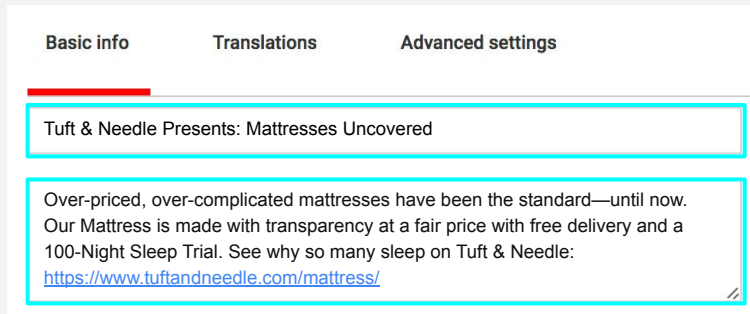 Basic info Translations Advanced settings
Tuft & Needle Presents: Mattresses Uncovered
Over-priced, over-complicated mattresses have been the standard—until now.
Our Mattress is made with transparency at a fair price with free delivery and a
100-Night Sleep Trial. See why so many sleep on Tuft & Needle:
https://www.tuftandneedle.com/mattress/